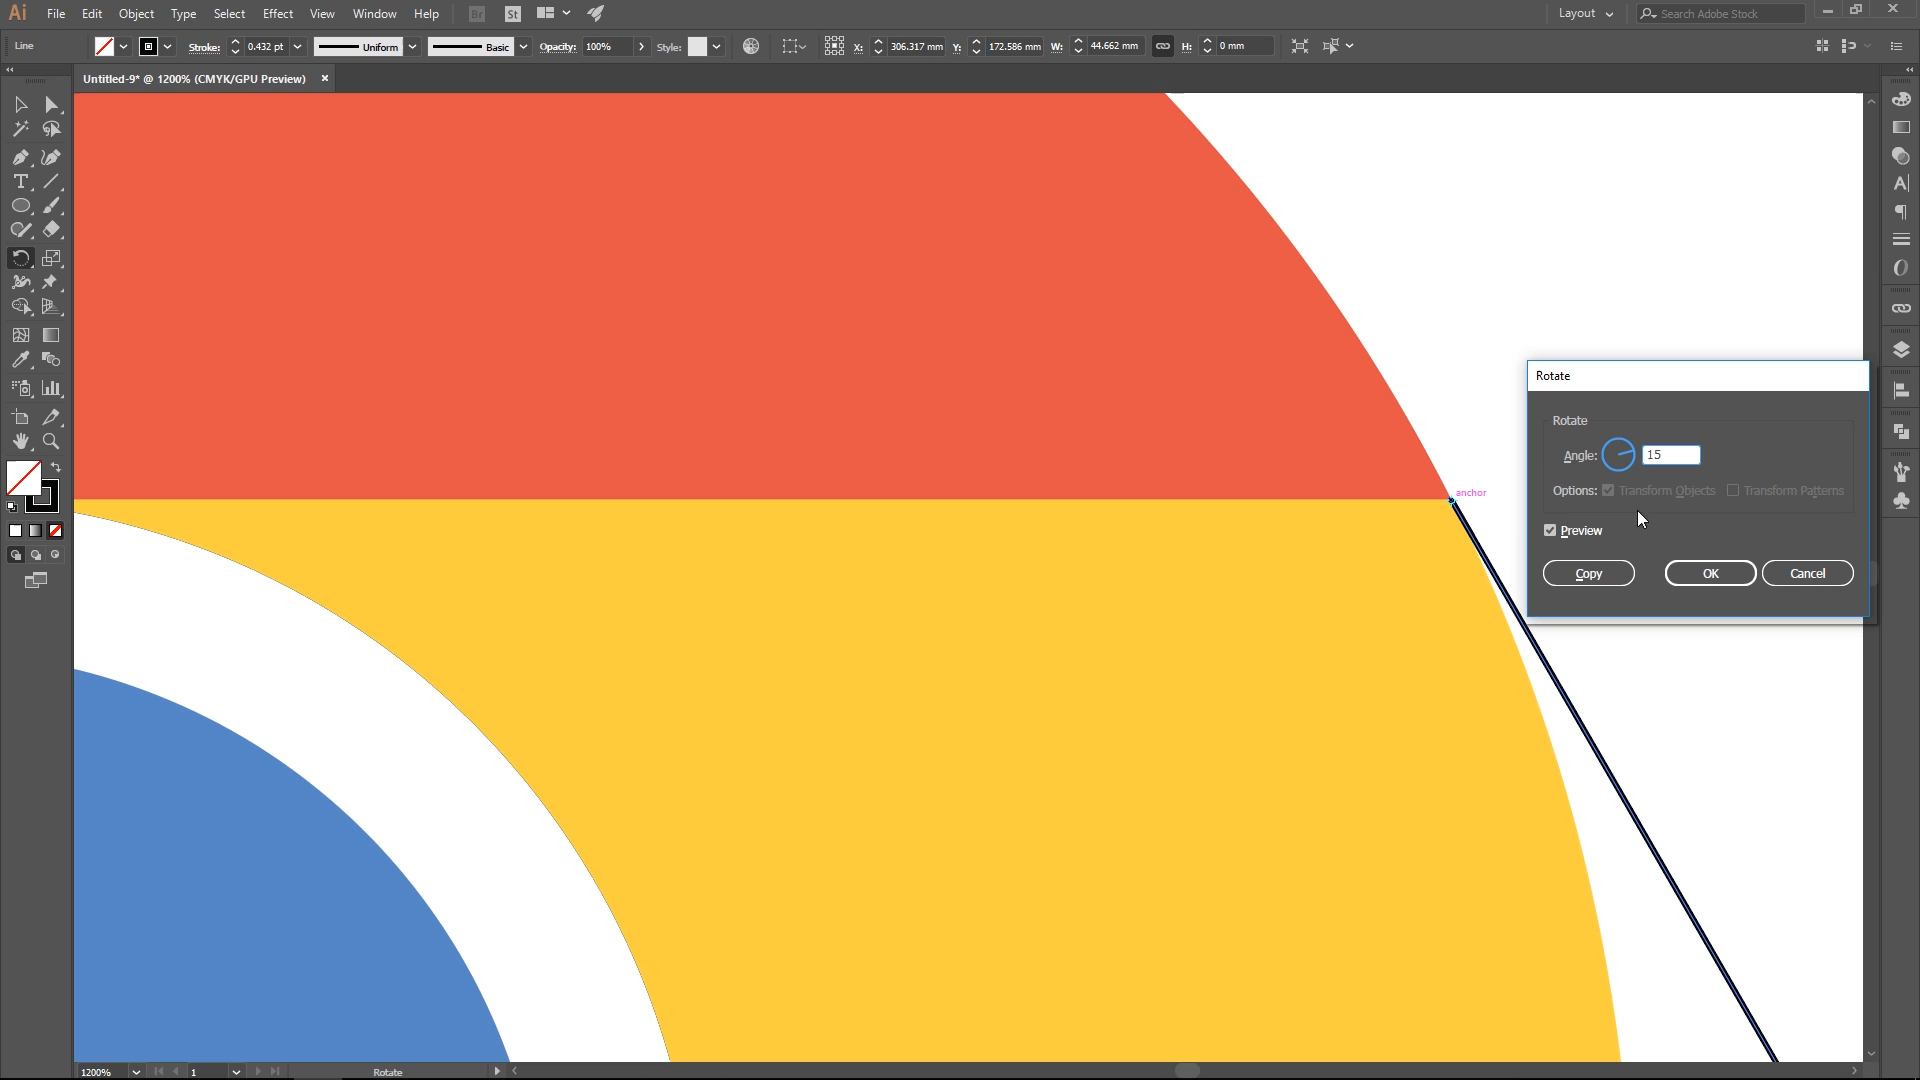 Ai File Edit Object Type Select Effect View Window Help Br St Layout Search Adobe Stock
Line Stroke: 0.432 pt Uniform Basic Opacity: 100% Style: X: 306.317 mm Y: 172.586 mm W: 44.662 mm H: 0 mm
Untitled-9* @ 1200% (CMYK/GPU Preview)
anchor
Rotate
Rotate
Angle: 15
Options: Transform Objects Transform Patterns
Preview
Copy OK Cancel
1200% 1 Rotate